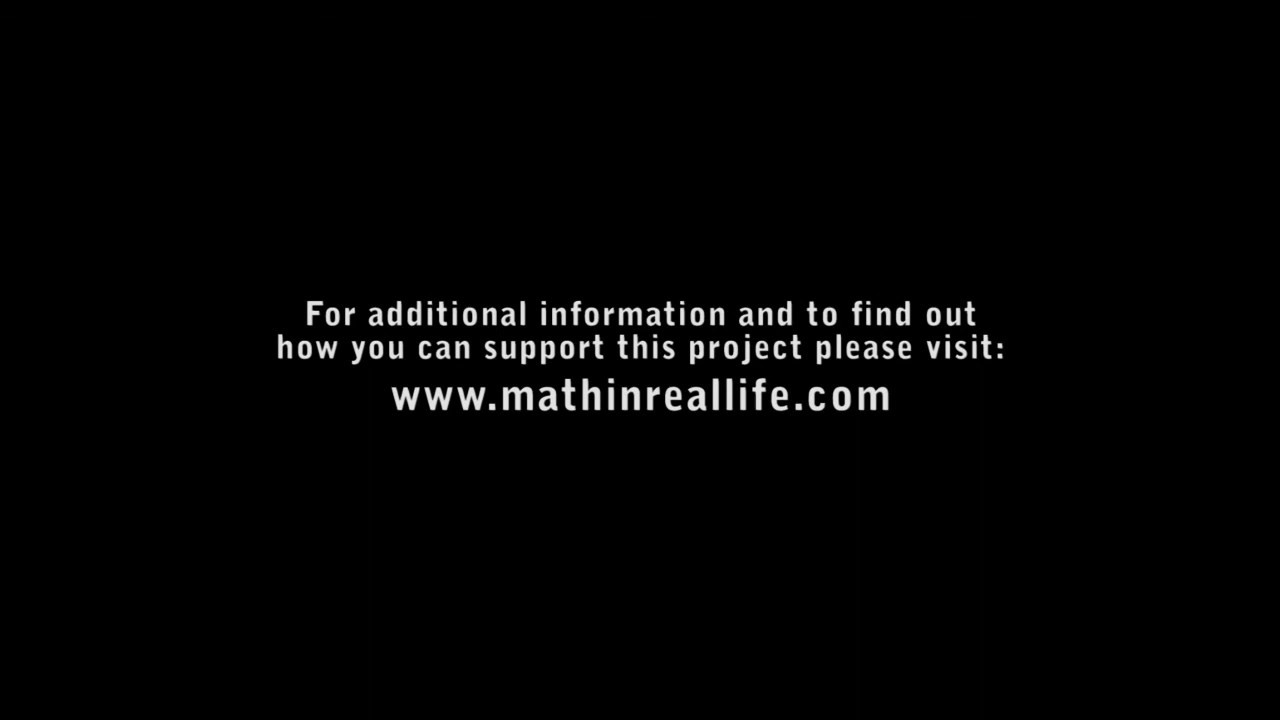 For additional information and to find out
how you can support this project please visit:
www.mathinreallife.com